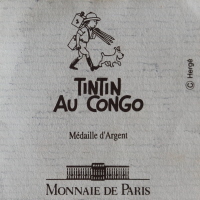 TINTIN
AU CONGO
© Hergé
Médaille d'Argent
MONNAIE DE PARIS